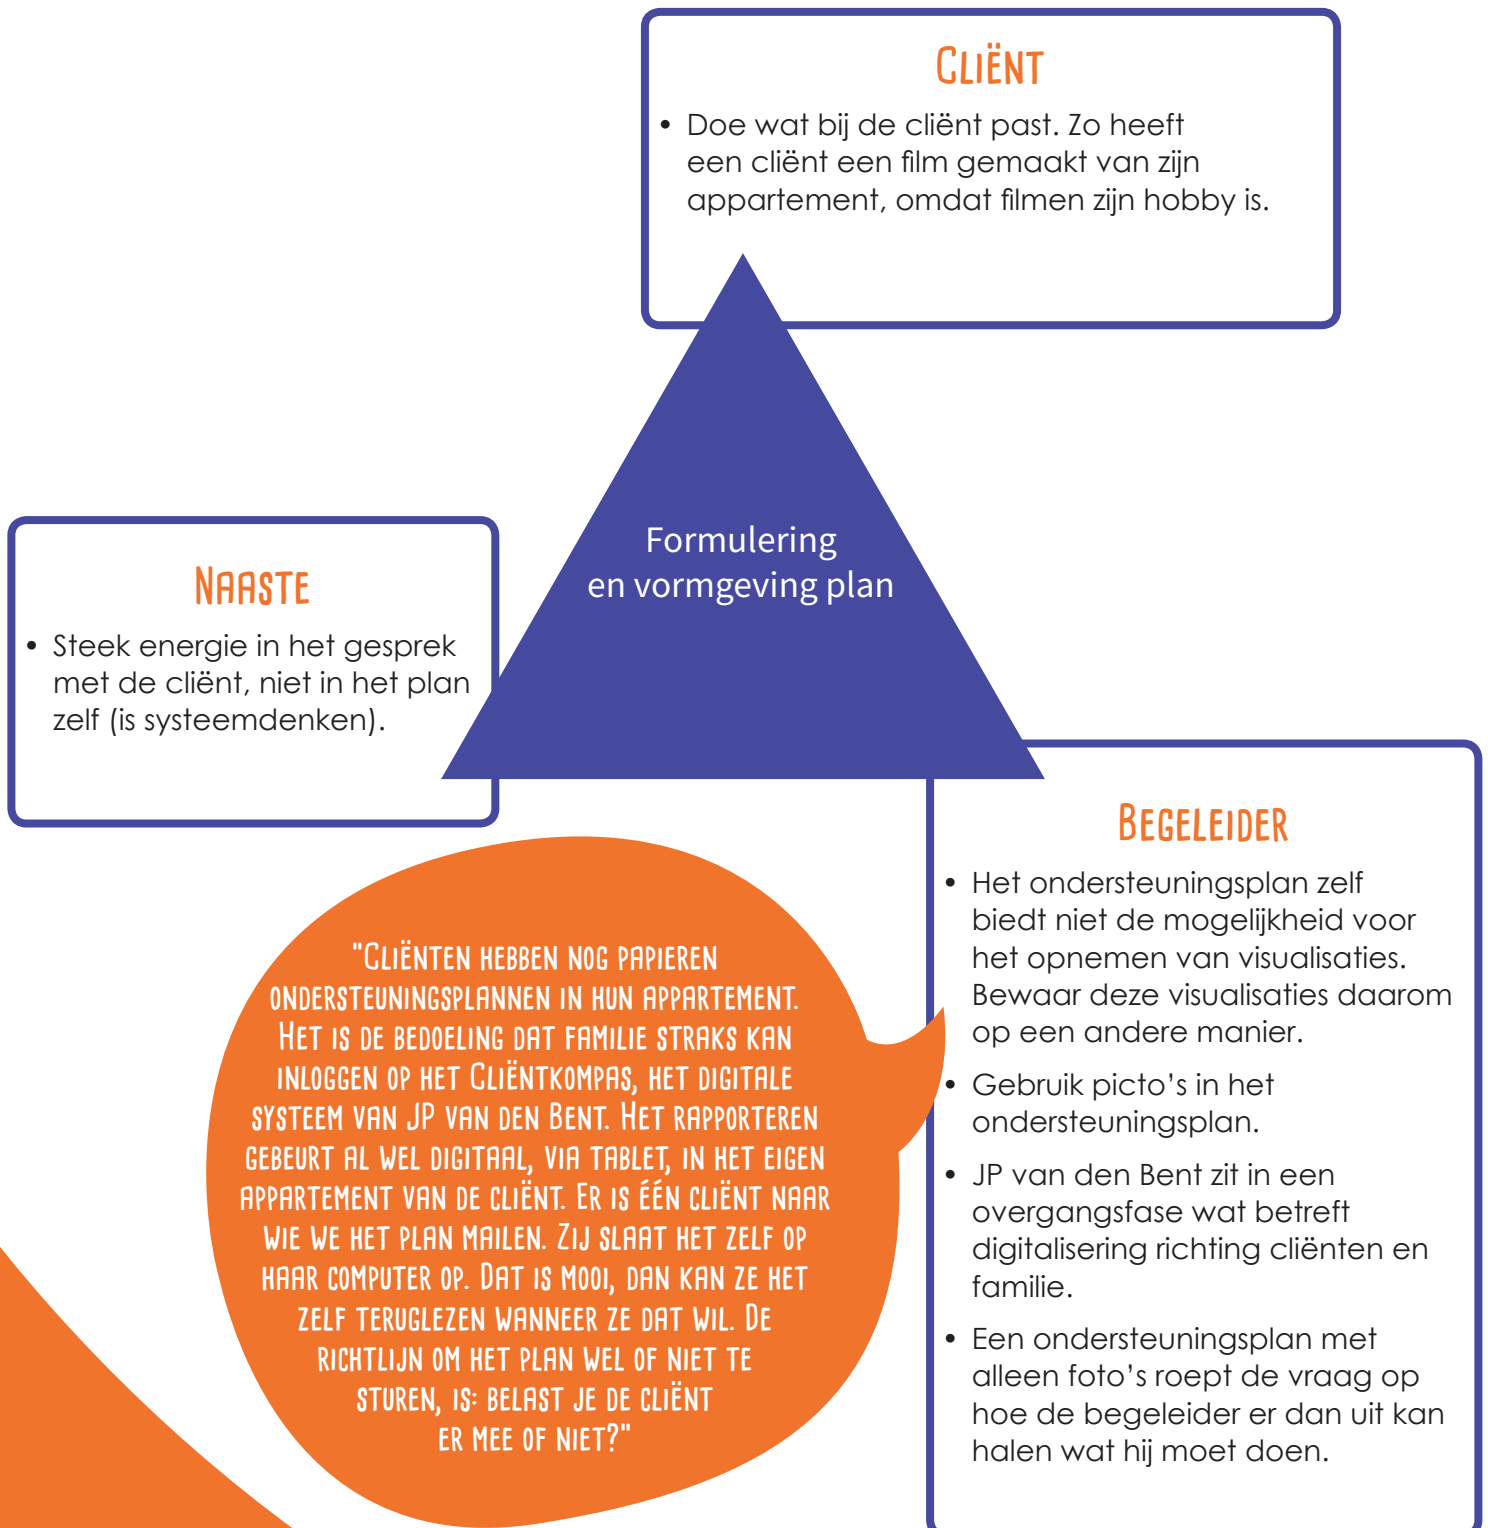 CLIËNT
• Doe wat bij de cliënt past. Zo heeft
een cliënt een film gemaakt van zijn
appartement, omdat filmen zijn hobby is.
Formulering
en vormgeving plan
NAASTE
• Steek energie in het gesprek
met de cliënt, niet in het plan
zelf (is systeemdenken).
BEGELEIDER
• Het ondersteuningsplan zelf
biedt niet de mogelijkheid voor
het opnemen van visualisaties.
Bewaar deze visualisaties daarom
op een andere manier.
• Gebruik picto's in het
ondersteuningsplan.
• JP van den Bent zit in een
overgangsfase wat betreft
digitalisering richting cliënten en
familie.
• Een ondersteuningsplan met
alleen foto's roept de vraag op
hoe de begeleider er dan uit kan
halen wat hij moet doen.
"CLIËNTEN HEBBEN NOG PAPIEREN
ONDERSTEUNINGSPLANNEN IN HUN APPARTEMENT.
HET IS DE BEDOELING DAT FAMILIE STRAKS KAN
INLOGGEN OP HET CLIËNTKOMPAS, HET DIGITALE
SYSTEEM VAN JP VAN DEN BENT. HET RAPPORTEREN
GEBEURT AL WEL DIGITAAL, VIA TABLET, IN HET EIGEN
APPARTEMENT VAN DE CLIËNT. ER IS ÉÉN CLIËNT NAAR
WIE WE HET PLAN MAILEN. ZIJ SLAAT HET ZELF OP
HAAR COMPUTER OP. DAT IS MOOI, DAN KAN ZE HET
ZELF TERUGLEZEN WANNEER ZE DAT WIL. DE
RICHTLIJN OM HET PLAN WEL OF NIET TE
STUREN, IS: BELAST JE DE CLIËNT
ER MEE OF NIET?"